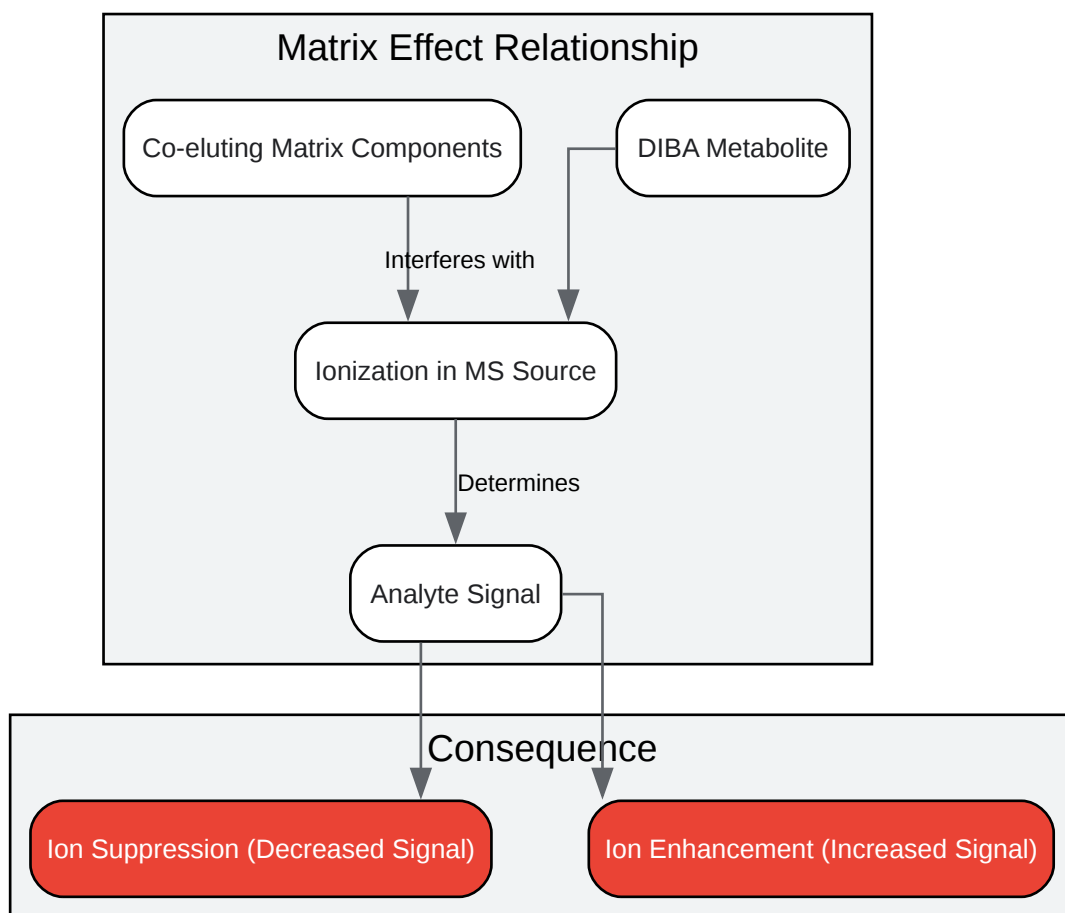 Matrix Effect Relationship
Co-eluting Matrix Components
DIBA Metabolite
Interferes with
Ionization in MS Source
Determines
Analyte Signal
Consequence
Ion Suppression (Decreased Signal)
Ion Enhancement (Increased Signal)